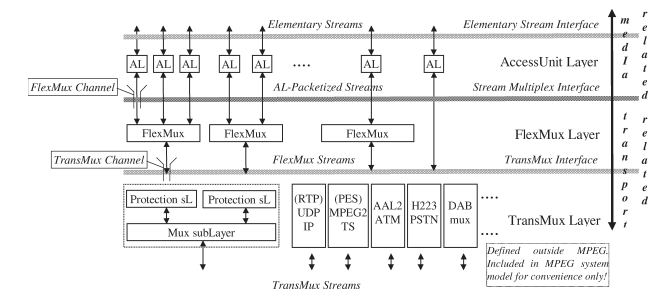 Elementary Streams
Elementary Stream Interface
AL AL AL AL AL .... AL AL
AccessUnit Layer
FlexMux Channel
AL-Packetized Streams
Stream Multiplex Interface
FlexMux FlexMux FlexMux
FlexMux Layer
TransMux Channel
FlexMux Streams
TransMux Interface
Protection sL Protection sL
Mux subLayer
(RTP)
UDP
IP
(PES)
MPEG2
TS
AAL2
ATM
H223
PSTN
DAB
mux
....
....
TransMux Layer
Defined outside MPEG.
Included in MPEG system
model for convenience only!
TransMux Streams
media
related
transport
related